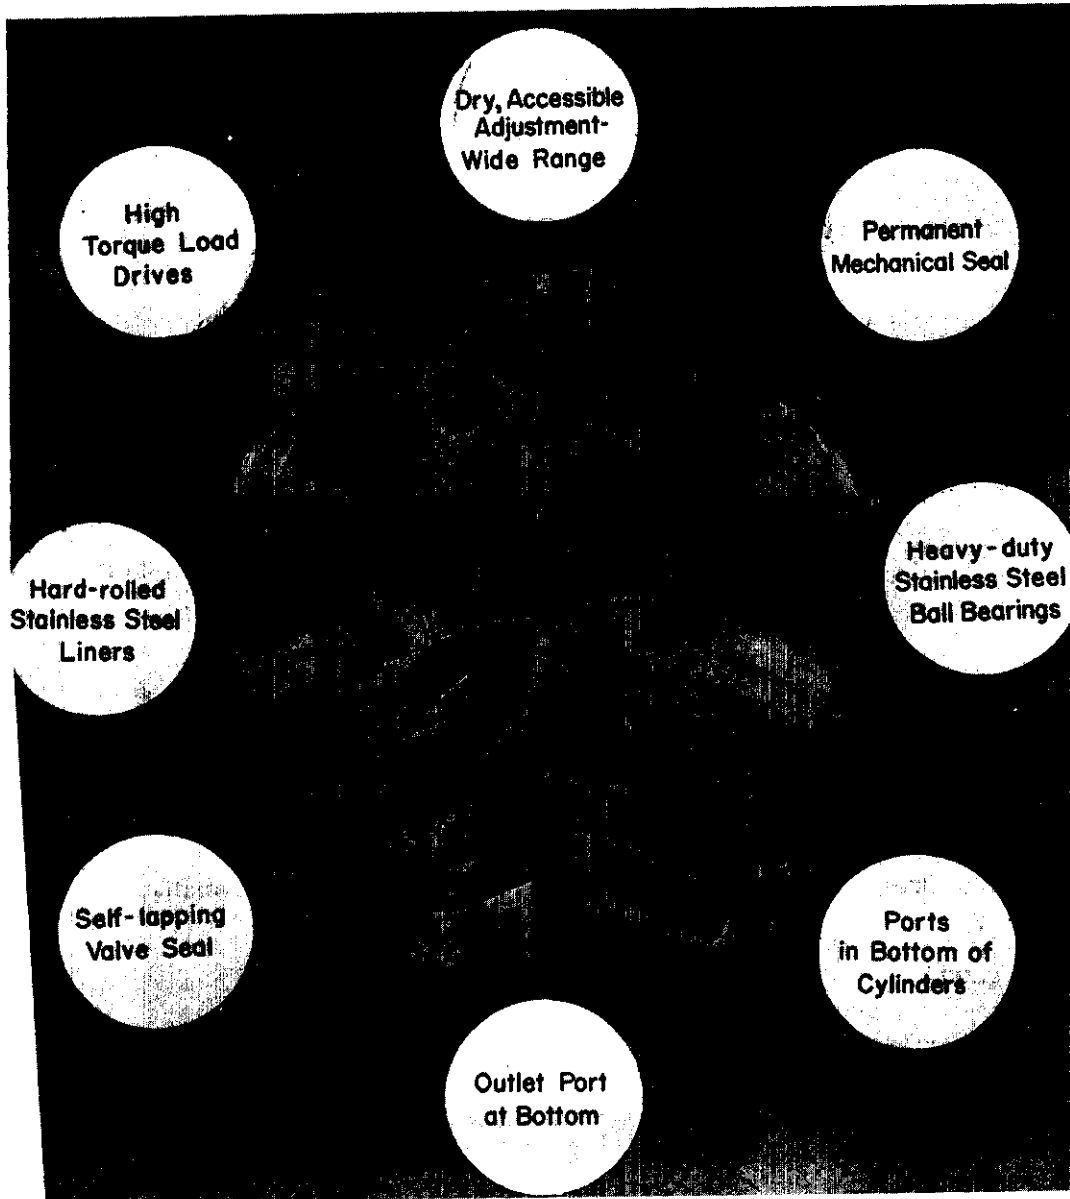 Dry, Accessible
Adjustment-
Wide Range
High
Torque Load
Drives
Permanent
Mechanical Seal
Hard-rolled
Stainless Steel
Liners
Heavy-duty
Stainless Steel
Ball Bearings
Self-lapping
Valve Seal
Ports
in Bottom of
Cylinders
Outlet Port
at Bottom